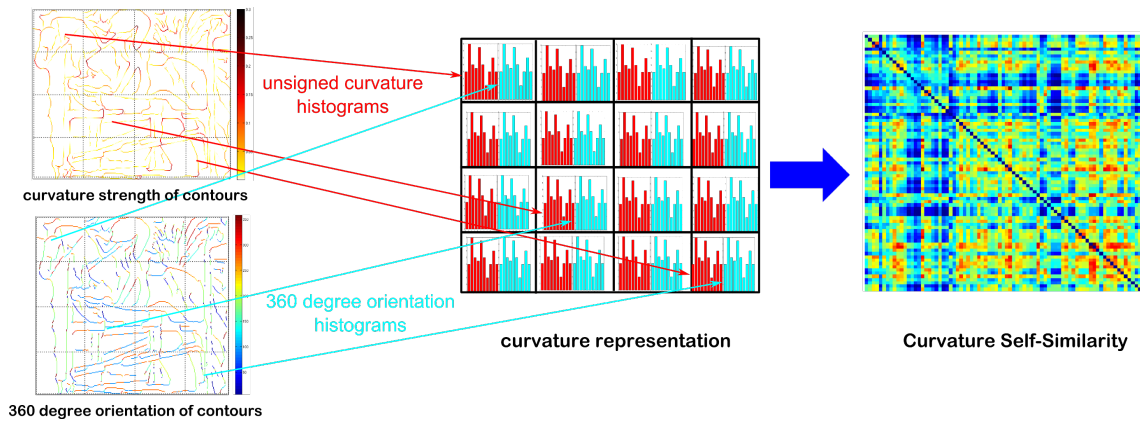 unsigned curvature
histograms
curvature strength of contours
360 degree orientation
histograms
curvature representation
Curvature Self-Similarity
360 degree orientation of contours